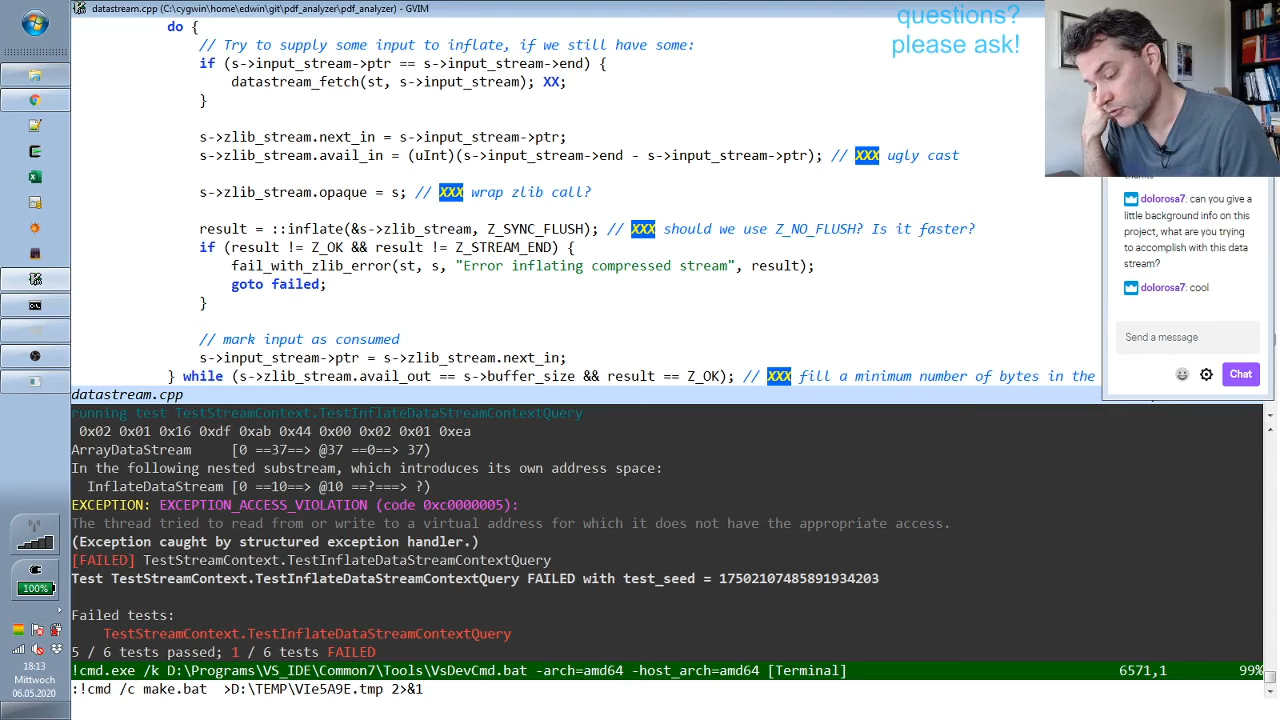 datastream.cpp (C:\cygwin\home\edwin\git\pdf_analyzer\pdf_analyzer) - GVIM
questions?
please ask!
do {
// Try to supply some input to inflate, if we still have some:
if (s->input_stream->ptr == s->input_stream->end) {
datastream_fetch(st, s->input_stream); XX;
}
s->zlib_stream.next_in = s->input_stream->ptr;
s->zlib_stream.avail_in = (uInt)(s->input_stream->end - s->input_stream->ptr); // XXX ugly cast
s->zlib_stream.opaque = s; // XXX wrap zlib call?
result = ::inflate(&s->zlib_stream, Z_SYNC_FLUSH); // XXX should we use Z_NO_FLUSH? Is it faster?
if (result != Z_OK && result != Z_STREAM_END) {
fail_with_zlib_error(st, s, "Error inflating compressed stream", result);
goto failed;
}
// mark input as consumed
s->input_stream->ptr = s->zlib_stream.next_in;
} while (s->zlib_stream.avail_out == s->buffer_size && result == Z_OK); // XXX fill a minimum number of bytes in the
datastream.cpp
dolorosa7: can you give a
little background info on this
project, what are you trying
to accomplish with this data
stream?
dolorosa7: cool
Send a message
Chat
running test TestStreamContext.TestInflateDataStreamContextQuery
0x02 0x01 0x16 0xdf 0xab 0x44 0x00 0x02 0x01 0xea
ArrayDataStream [0 ==37==> @37 ==0==> 37)
In the following nested substream, which introduces its own address space:
InflateDataStream [0 ==10==> @10 ==?===> ?)
EXCEPTION: EXCEPTION_ACCESS_VIOLATION (code 0xc0000005):
The thread tried to read from or write to a virtual address for which it does not have the appropriate access.
(Exception caught by structured exception handler.)
[FAILED] TestStreamContext.TestInflateDataStreamContextQuery
Test TestStreamContext.TestInflateDataStreamContextQuery FAILED with test_seed = 17502107485891934203
Failed tests:
TestStreamContext.TestInflateDataStreamContextQuery
5 / 6 tests passed; 1 / 6 tests FAILED
!cmd.exe /k D:\Programs\VS_IDE\Common7\Tools\VsDevCmd.bat -arch=amd64 -host_arch=amd64 [Terminal] 6571,1 99%
:!cmd /c make.bat >D:\TEMP\VIe5A9E.tmp 2>&1
100%
18:13
Mittwoch
06.05.2020